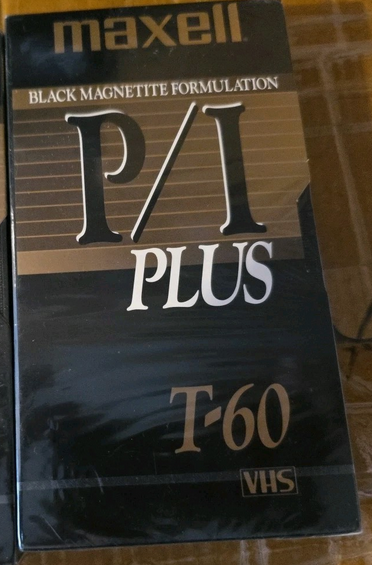 maxell
BLACK MAGNETITE FORMULATION
P/I
PLUS
T-60
VHS